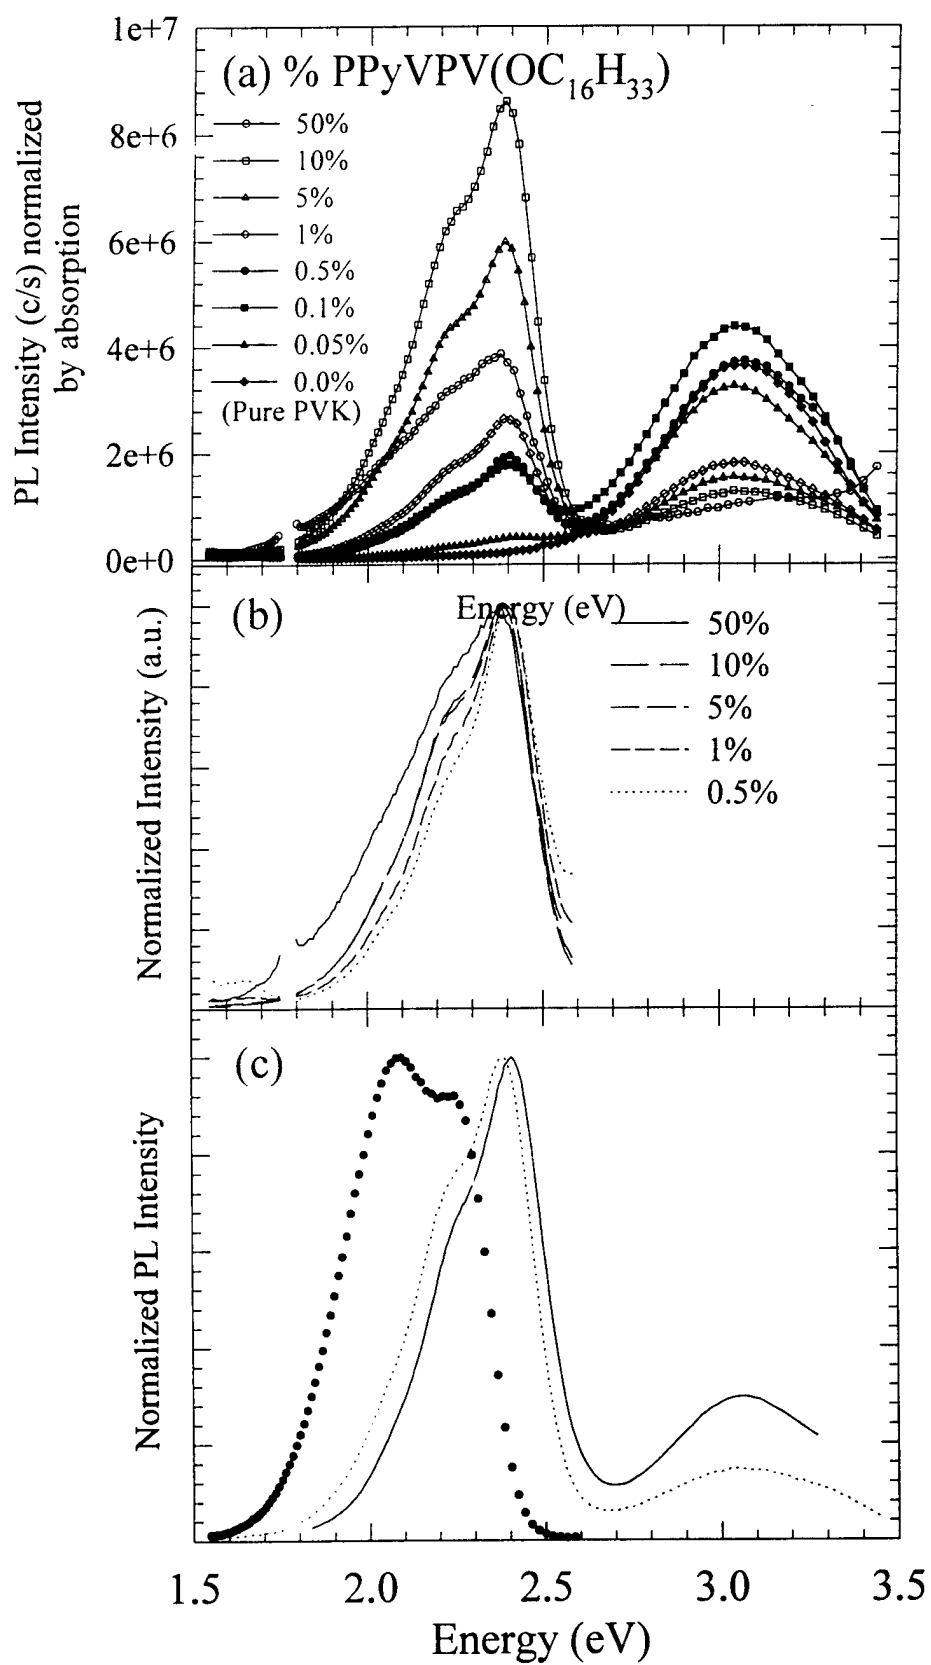 1e+7
(a) % PPyVPV(OC16H33)
50%
8e+6
10%
5%
6e+6
1%
0.5%
0.1%
4e+6
0.05%
0.0%
(Pure PVK)
2e+6
0e+0
PL Intensity (c/s) normalized
by absorption
(b)
Energy (eV)
50%
10%
5%
1%
0.5%
Normalized Intensity (a.u.)
(c)
Normalized PL Intensity
1.5 2.0 2.5 3.0 3.5
Energy (eV)